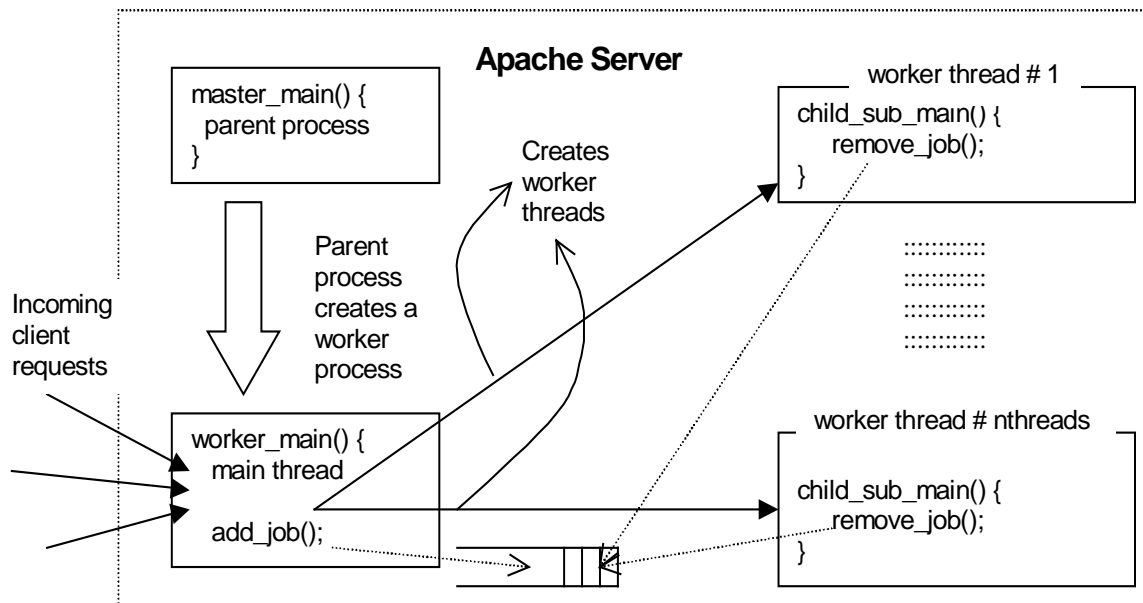 Apache Server
master_main() {
parent process
}
Creates
worker
threads
worker thread # 1
child_sub_main() {
remove_job();
}
Parent
process
creates a
worker
process
Incoming
client
requests
worker_main() {
main thread
add_job();
worker thread # nthreads
child_sub_main() {
remove_job();
}